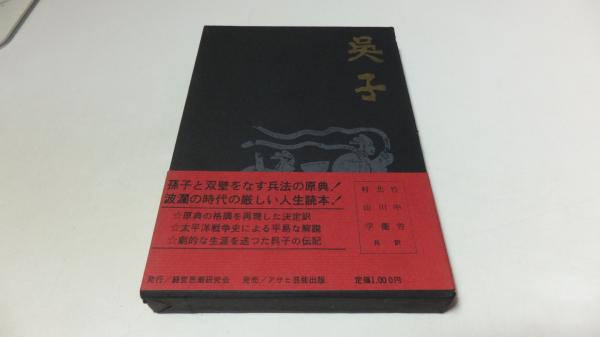 呉子
孫子と双璧をなす兵法の原典!
波瀾の時代の厳しい人生読本!
☆原典の格調を再現した決定訳
☆太平洋戦争史による平易な解説
☆劇的な生涯を送つた呉子の伝記
共訳
発行/経営思潮研究会 発売/アサヒ芸能出版 定価1,000円